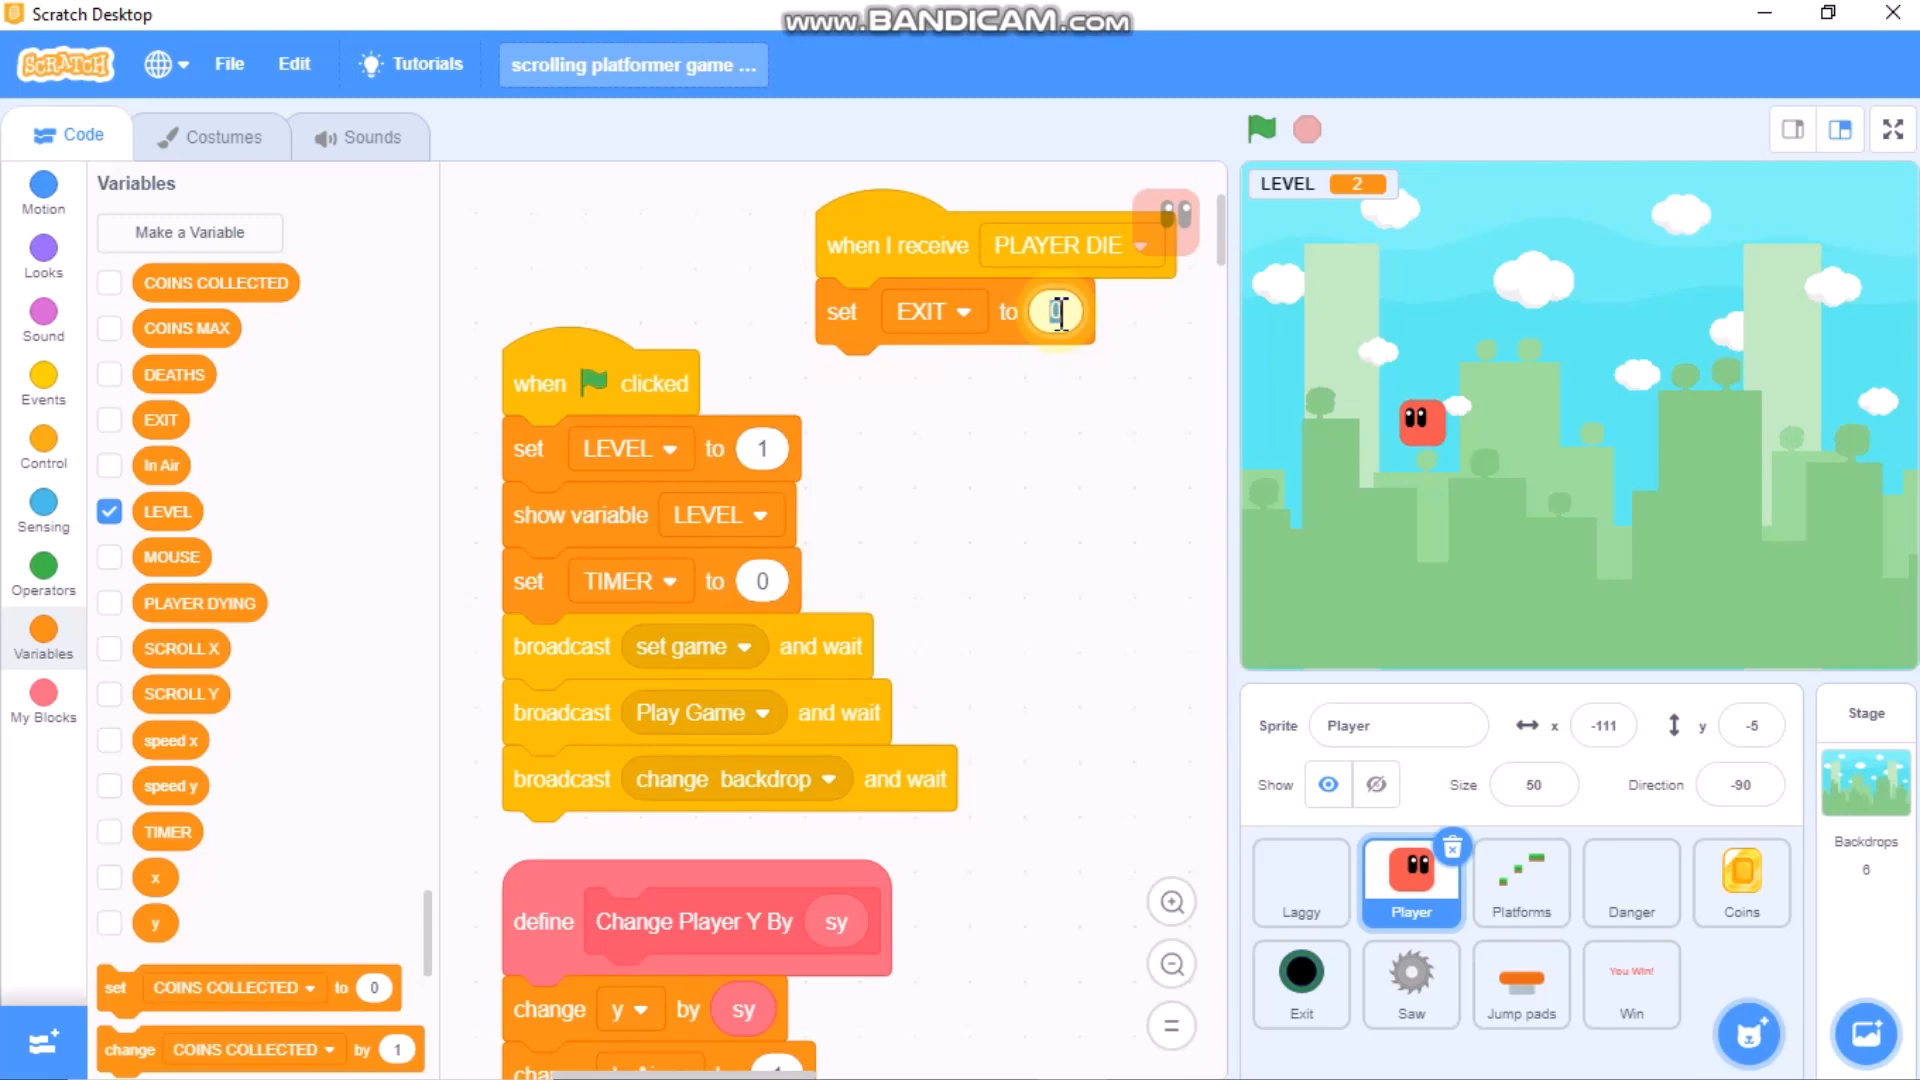 Scratch Desktop
www.BANDICAM.com
SCRATCH
File
Edit
Tutorials
scrolling platformer game ...
Code
Costumes
Sounds
Motion
Looks
Sound
Events
Control
Sensing
Operators
Variables
My Blocks
Variables
Make a Variable
COINS COLLECTED
COINS MAX
DEATHS
EXIT
In Air
LEVEL
MOUSE
PLAYER DYING
SCROLL X
SCROLL Y
speed x
speed y
TIMER
x
y
set COINS COLLECTED to 0
change COINS COLLECTED by 1
when I receive PLAYER DIE
set EXIT to 0
when clicked
set LEVEL to 1
show variable LEVEL
set TIMER to 0
broadcast set game and wait
broadcast Play Game and wait
broadcast change backdrop and wait
define Change Player Y By sy
change y by sy
LEVEL 2
Sprite Player x -111 y -5
Show Size 50 Direction -90
Laggy
Player
Platforms
Danger
Coins
Exit
Saw
Jump pads
You Win!
Win
Stage
Backdrops
6